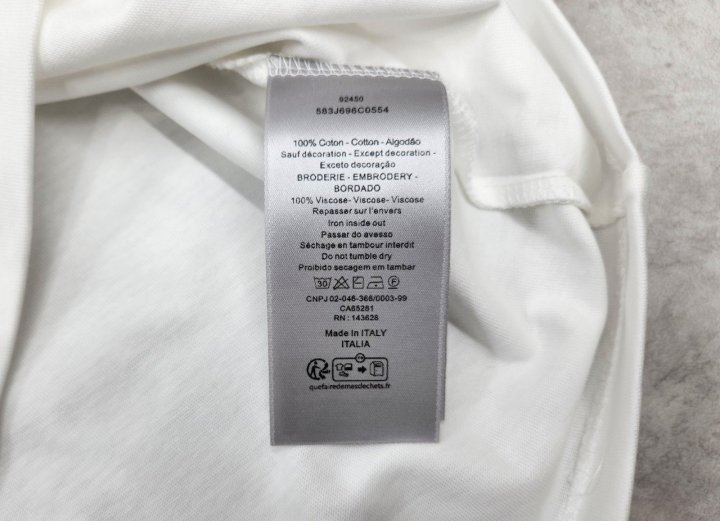 92450
583J696C0554
100% Coton - Cotton - Algodão
Sauf décoration - Except decoration -
Exceto decoração
BRODERIE - EMBRODERY -
BORDADO
100% Viscose- Viscose- Viscose
Repasser sur l'envers
Iron inside out
Passar do avesso
Séchage en tambour interdit
Do not tumble dry
Proibido secagem em tambar
30
CNPJ 02-046-366/0003-99
CA65281
RN : 143628
Made In ITALY
ITALIA
quefairedemesdechets.fr